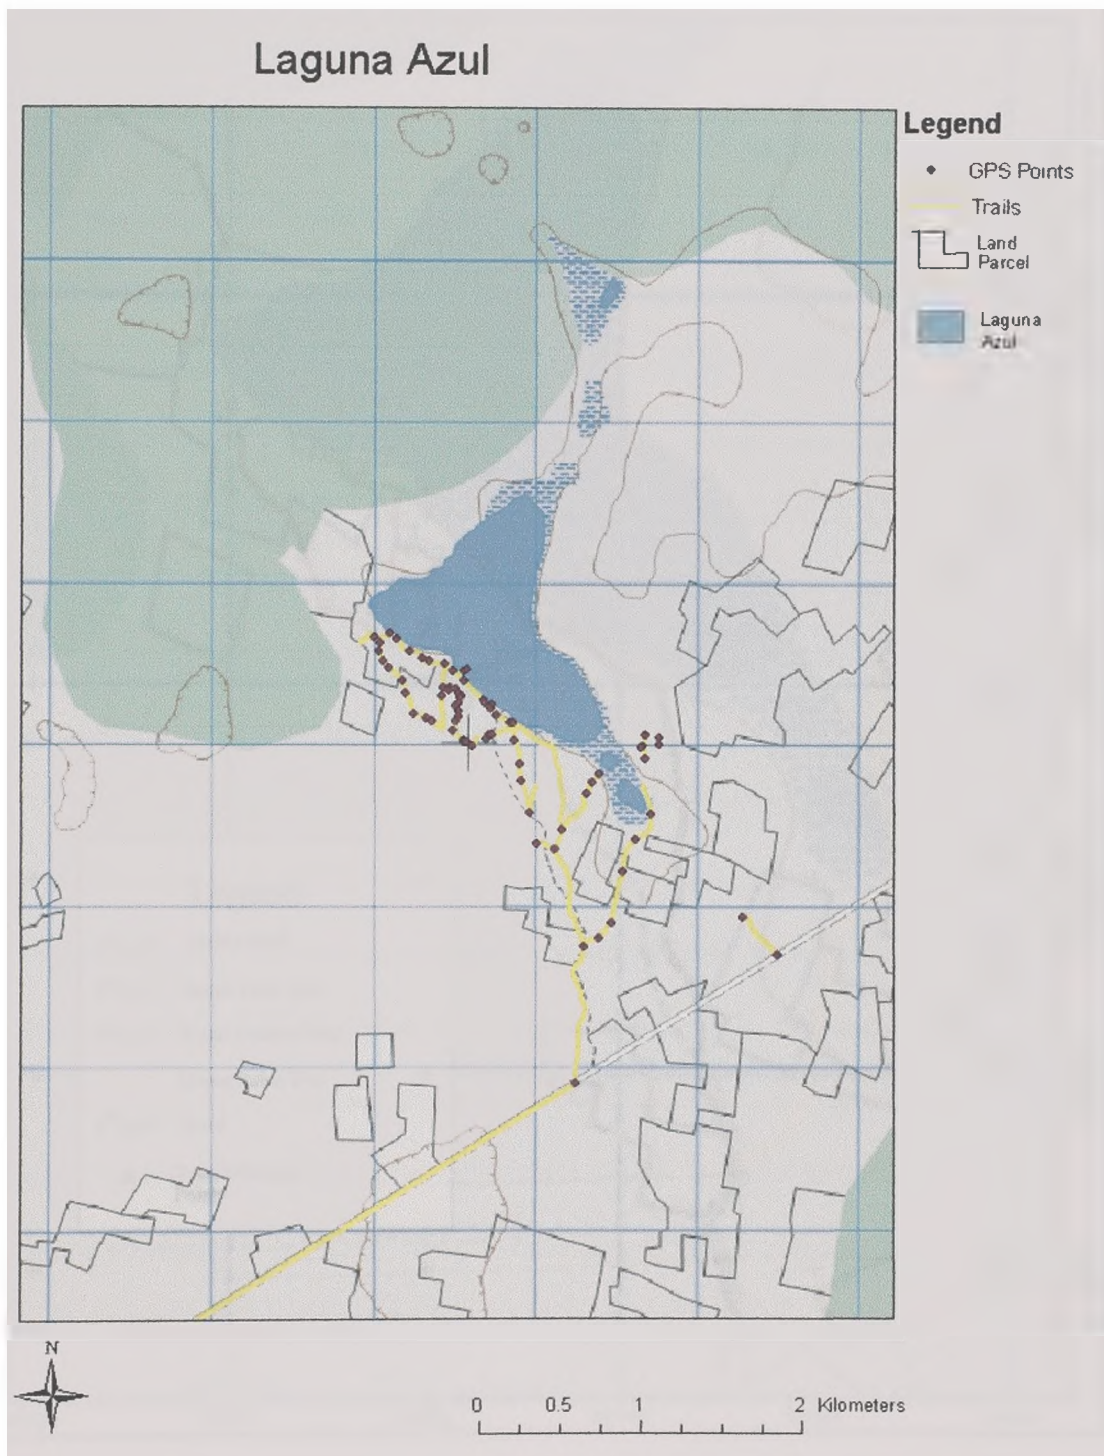 Laguna Azul
Legend
GPS Points
Trails
Land
Parcel
Laguna
Azul
N
0 0.5 1 2 Kilometers